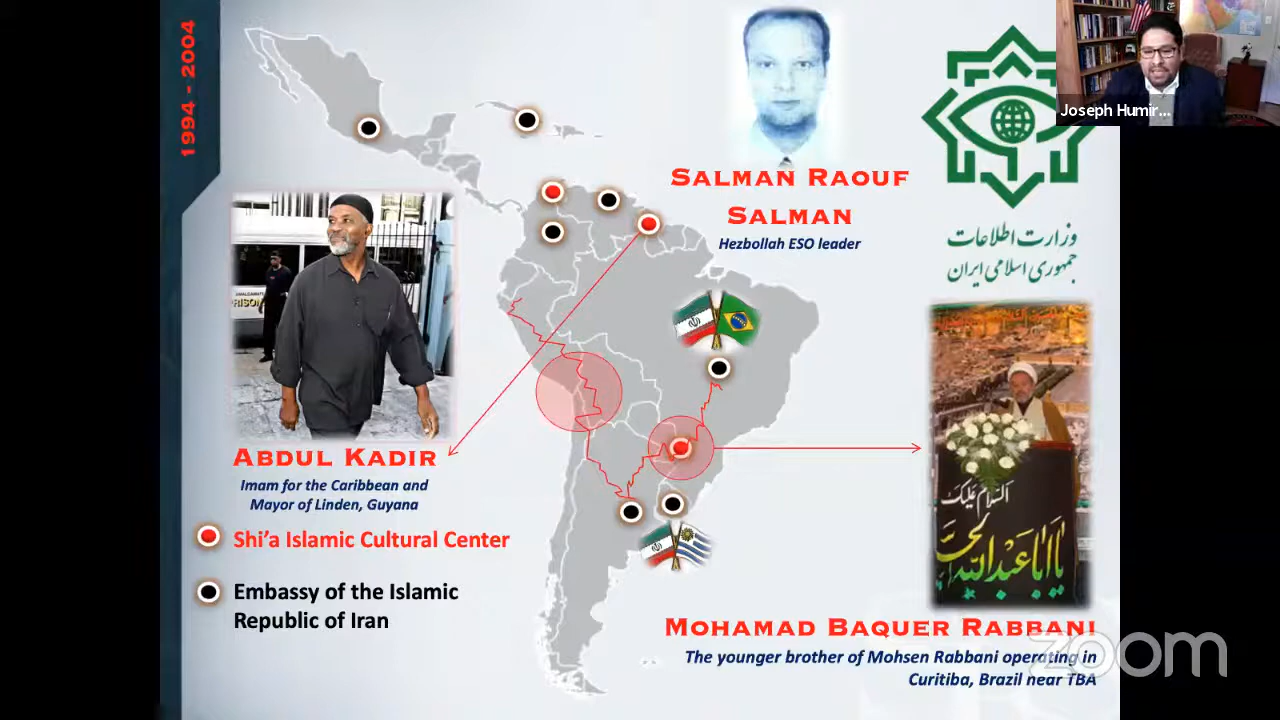 1994 - 2004
Joseph Humir...
SALMAN RAOUF
SALMAN
Hezbollah ESO leader
وزارت اطلاعات
جمهوری اسلامی ایران
RISON
ABDUL KADIR
Imam for the Caribbean and
Mayor of Linden, Guyana
Shi’a Islamic Cultural Center
Embassy of the Islamic
Republic of Iran
السلام علیک
یا اباعبدالله
MOHAMAD BAQUER RABBANI
The younger brother of Mohsen Rabbani operating in
Curitiba, Brazil near TBA
zoom